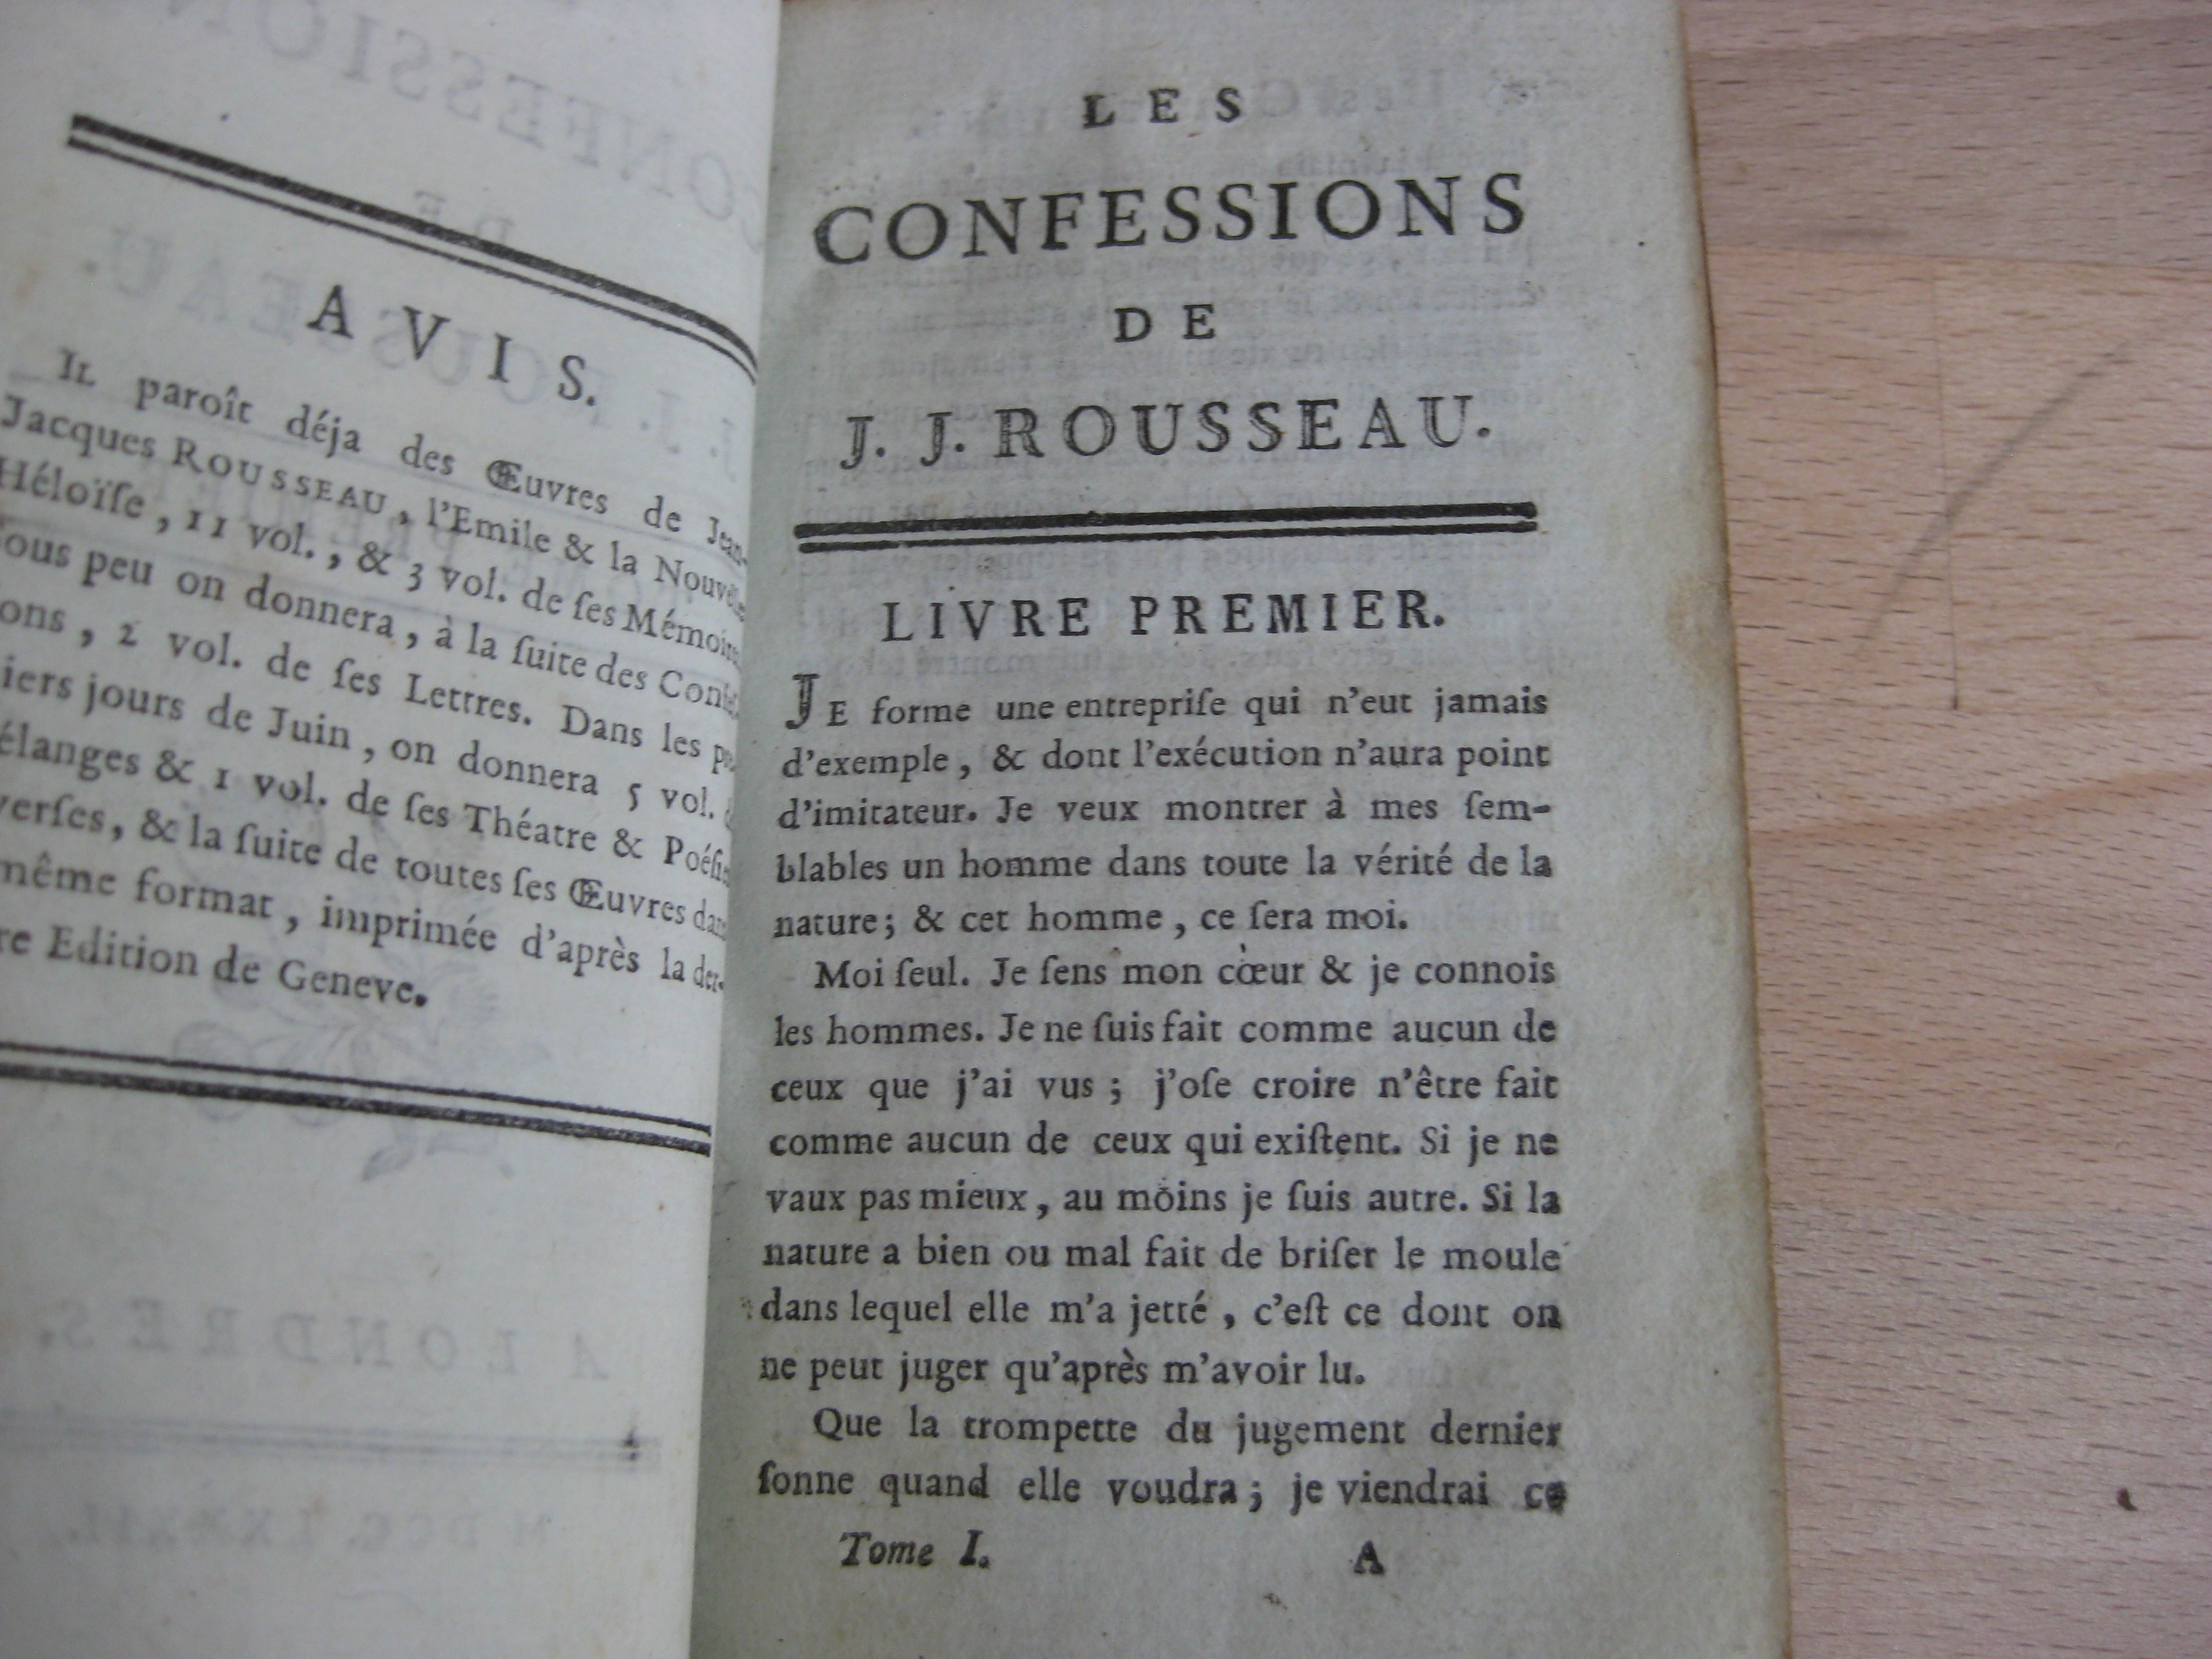 A V I S.
IL paroît déja des Œuvres de Jean-
Jacques ROUSSEAU, l'Emile & la Nouvelle
Héloïſe, 11 vol., & 3 vol. de ſes Mémoires
ſous peu on donnera, à la ſuite des Conſeſ-
ons, 2 vol. de ſes Lettres. Dans les
iers jours de Juin, on donnera 5 vol.
élanges & 1 vol. de ſes Théatre & Poéſies
verſes, & la ſuite de toutes ſes Œuvres dans
même format, imprimée d'après la der-
re Edition de Geneve.
LES
CONFESSIONS
DE
J. J. ROUSSEAU.
LIVRE PREMIER.
JE forme une entrepriſe qui n'eut jamais
d'exemple, & dont l'exécution n'aura point
d'imitateur. Je veux montrer à mes ſem-
blables un homme dans toute la vérité de la
nature; & cet homme, ce ſera moi.
Moi ſeul. Je ſens mon cœur & je connois
les hommes. Je ne ſuis fait comme aucun de
ceux que j'ai vus; j'oſe croire n'être fait
comme aucun de ceux qui exiſtent. Si je ne
vaux pas mieux, au moins je ſuis autre. Si la
nature a bien ou mal fait de briſer le moule
dans lequel elle m'a jetté, c'eſt ce dont on
ne peut juger qu'après m'avoir lu.
Que la trompette du jugement dernier
ſonne quand elle voudra; je viendrai ce
Tome I. A